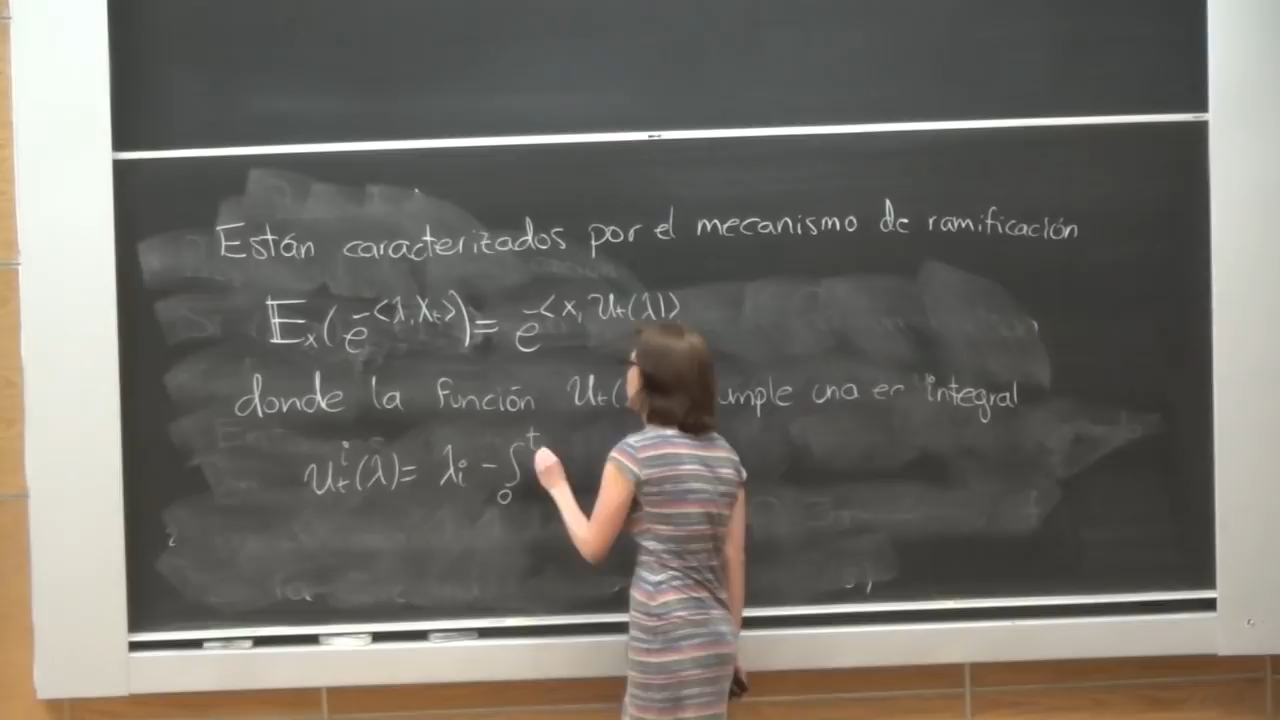 Están caracterizados por el mecanismo de ramificación
𝔼ₓ(e^{-<λ, Xₜ>}) = e^{-<x, uₜ(λ)>}
donde la función uₜ( umple una ec integral
uₜⁱ(λ) = λᵢ - ∫₀ᵗ